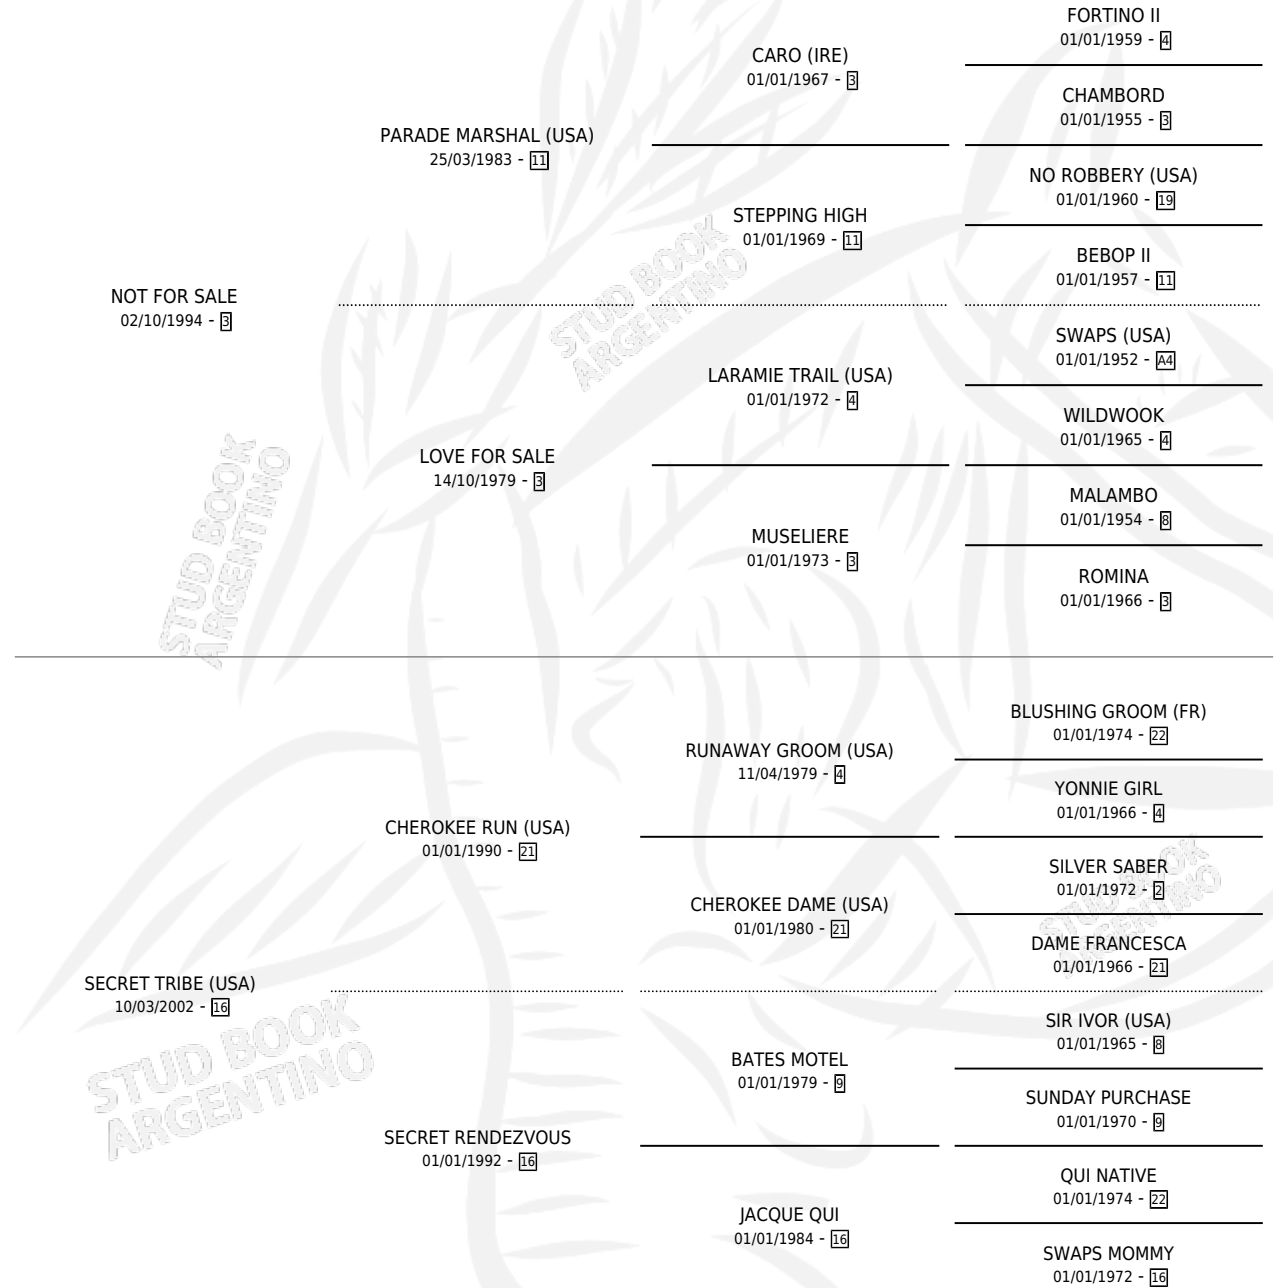 FORTINO II
01/01/1959 - 4
CARO (IRE)
01/01/1967 - 3
CHAMBORD
01/01/1955 - 3
PARADE MARSHAL (USA)
25/03/1983 - 11
NO ROBBERY (USA)
01/01/1960 - 19
STEPPING HIGH
01/01/1969 - 11
BEBOP II
01/01/1957 - 11
NOT FOR SALE
02/10/1994 - 3
STUD BOOK
ARGENTINO
SWAPS (USA)
01/01/1952 - A4
LARAMIE TRAIL (USA)
01/01/1972 - 4
WILDWOOK
01/01/1965 - 4
LOVE FOR SALE
14/10/1979 - 3
MALAMBO
01/01/1954 - 8
MUSELIERE
01/01/1973 - 3
ROMINA
01/01/1966 - 3
STUD BOOK
ARGENTINO
BLUSHING GROOM (FR)
01/01/1974 - 22
RUNAWAY GROOM (USA)
11/04/1979 - 4
YONNIE GIRL
01/01/1966 - 4
CHEROKEE RUN (USA)
01/01/1990 - 21
SILVER SABER
01/01/1972 - 2
CHEROKEE DAME (USA)
01/01/1980 - 21
STUD BOOK
ARGENTINO
DAME FRANCESCA
01/01/1966 - 21
SECRET TRIBE (USA)
10/03/2002 - 16
SIR IVOR (USA)
01/01/1965 - 8
BATES MOTEL
01/01/1979 - 9
STUD BOOK
ARGENTINO
SUNDAY PURCHASE
01/01/1970 - 9
SECRET RENDEZVOUS
01/01/1992 - 16
QUI NATIVE
01/01/1974 - 22
JACQUE QUI
01/01/1984 - 16
SWAPS MOMMY
01/01/1972 - 16